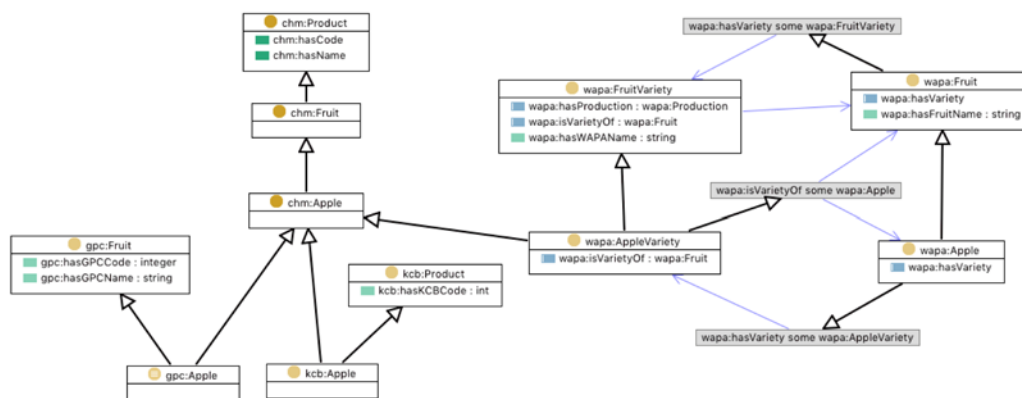 chm:Product
chm:hasCode
chm:hasName
chm:Fruit
chm:Apple
gpc:Fruit
gpc:hasGPCCode : integer
gpc:hasGPCName : string
kcb:Product
kcb:hasKCBCode : int
gpc:Apple
kcb:Apple
wapa:hasVariety some wapa:FruitVariety
wapa:FruitVariety
wapa:hasProduction : wapa:Production
wapa:isVarietyOf : wapa:Fruit
wapa:hasWAPAName : string
wapa:Fruit
wapa:hasVariety
wapa:hasFruitName : string
wapa:isVarietyOf some wapa:Apple
wapa:AppleVariety
wapa:isVarietyOf : wapa:Fruit
wapa:Apple
wapa:hasVariety
wapa:hasVariety some wapa:AppleVariety